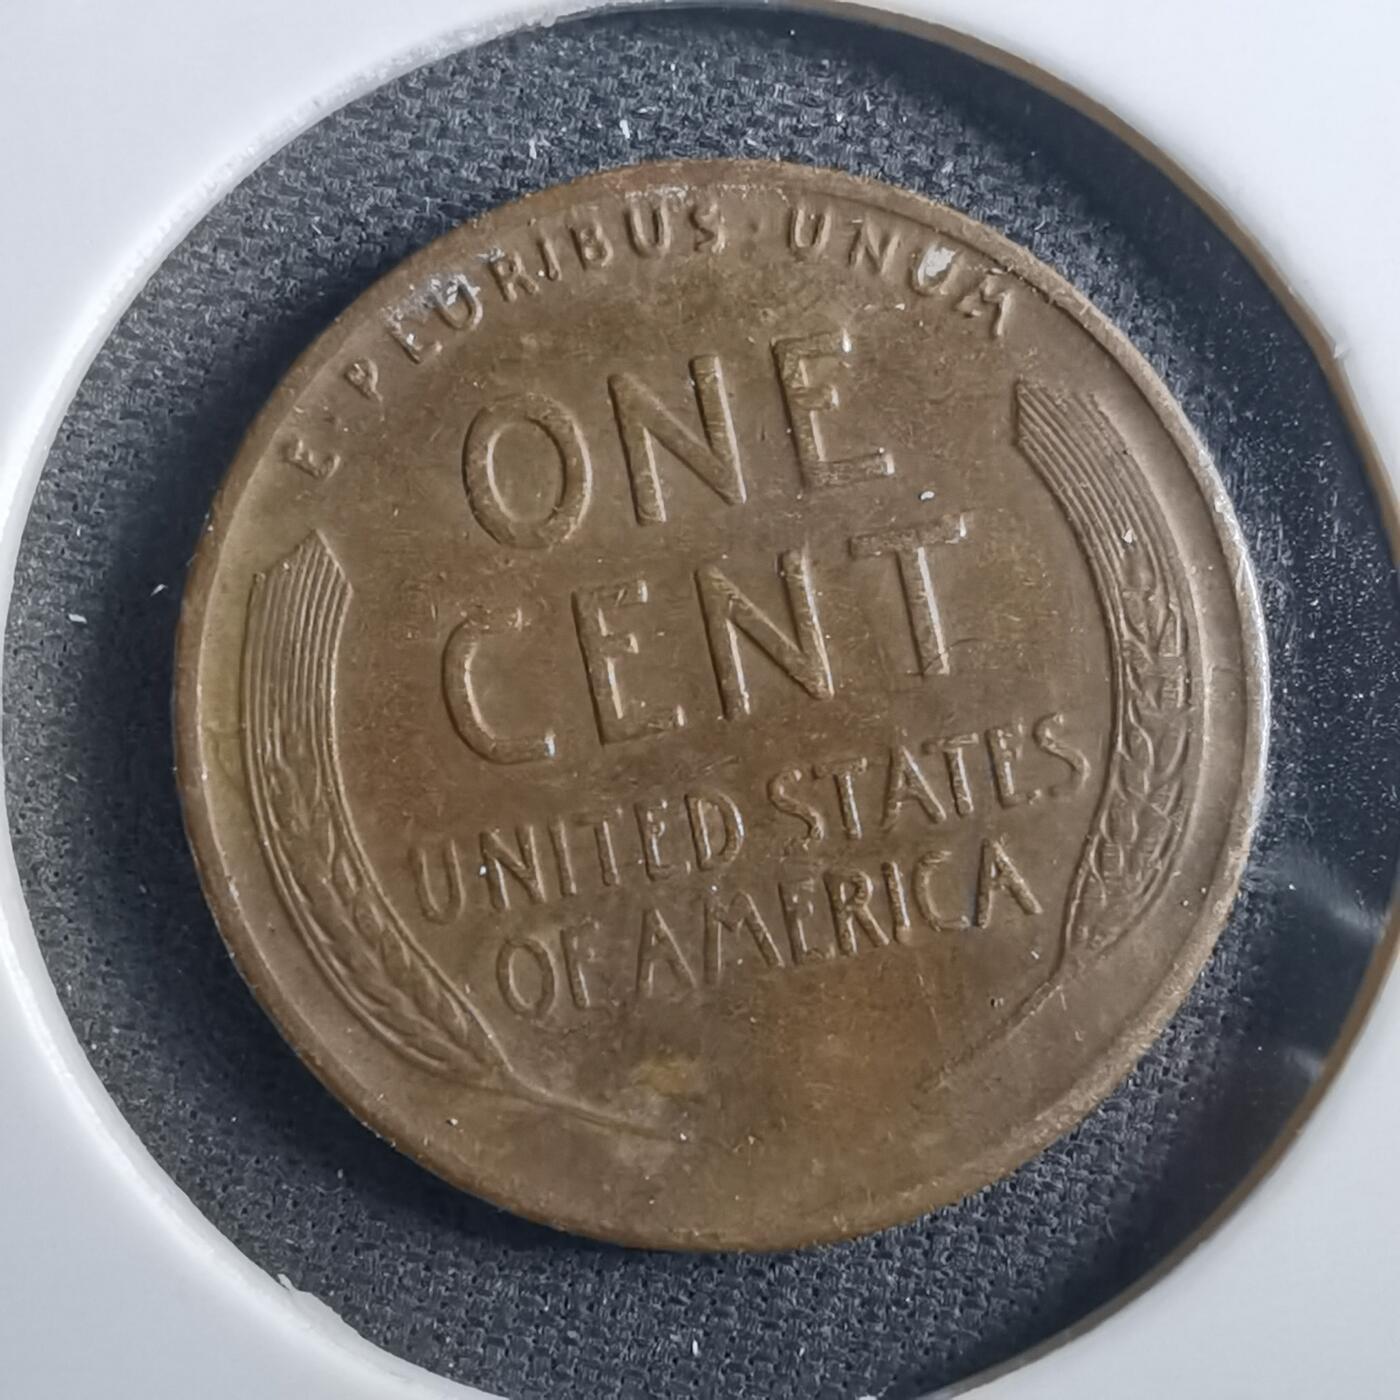 E·PLURIBUS·UNUM
ONE
CENT
UNITED STATES
OF AMERICA